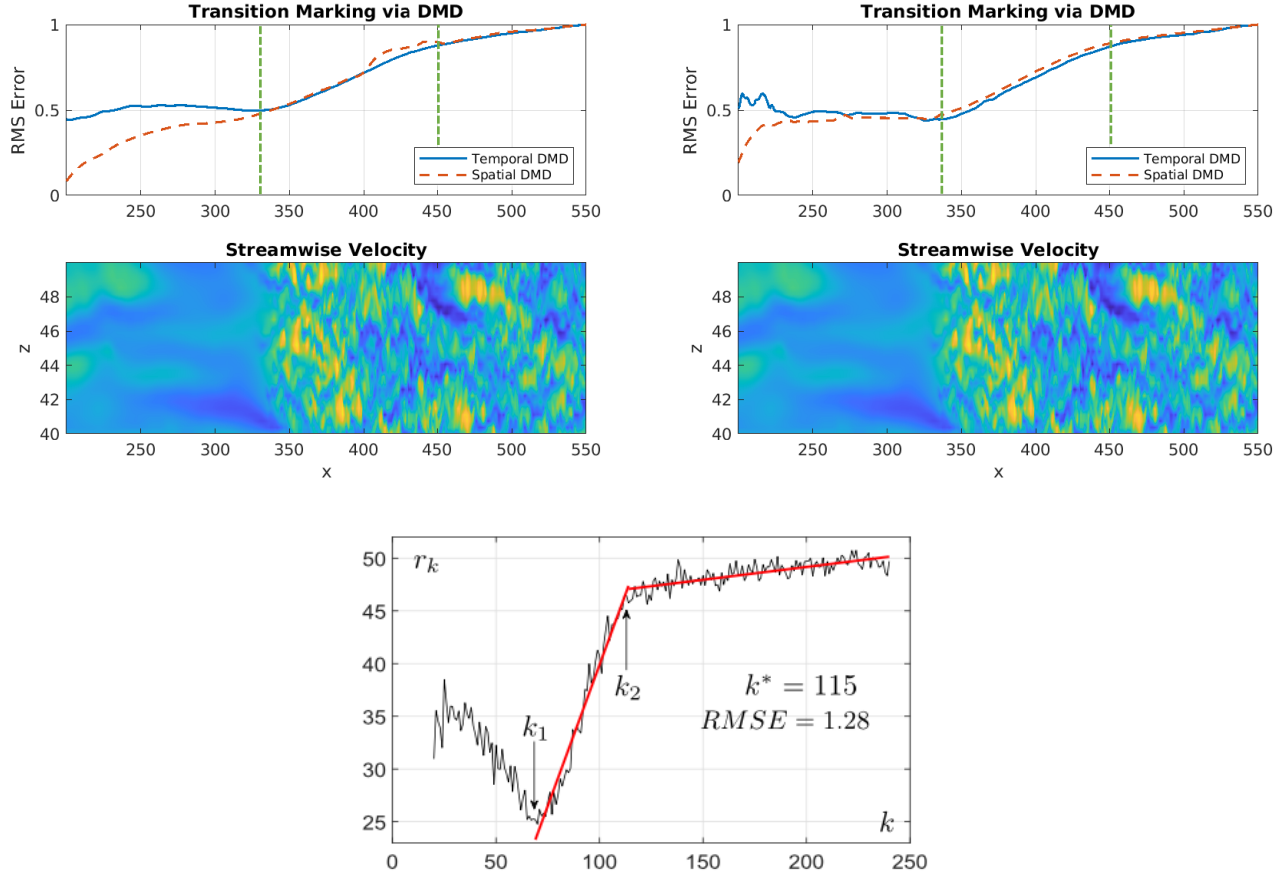 Transition Marking via DMD
1
0.5
0
RMS Error
Temporal DMD
Spatial DMD
250 300 350 400 450 500 550
Streamwise Velocity
48
46
44
42
40
z
250 300 350 400 450 500 550
x
Transition Marking via DMD
1
0.5
0
RMS Error
Temporal DMD
Spatial DMD
250 300 350 400 450 500 550
Streamwise Velocity
48
46
44
42
40
z
250 300 350 400 450 500 550
x
r_k
50
45
40
35
30
25
k_1
k_2
k* = 115
RMSE = 1.28
k
0 50 100 150 200 250